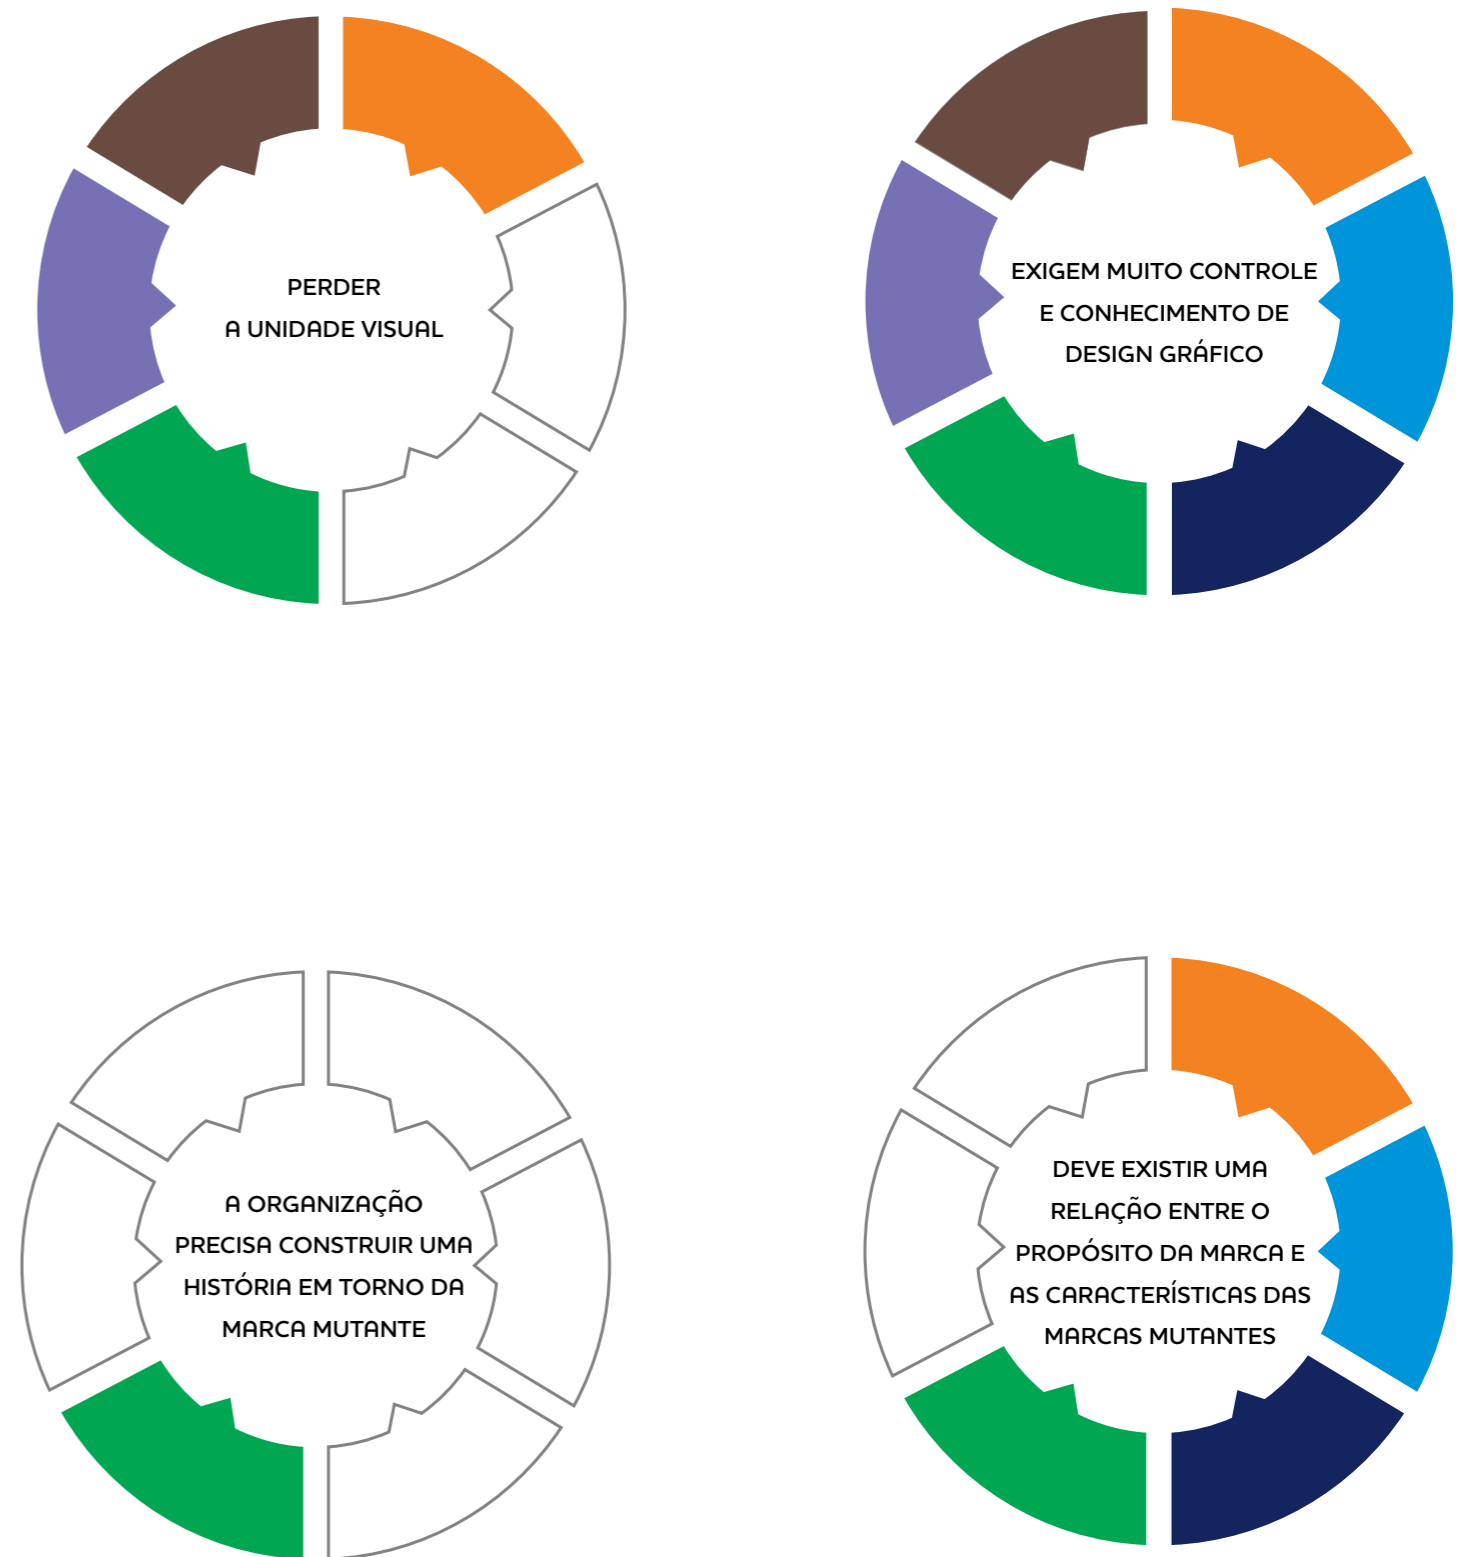 PERDER
A UNIDADE VISUAL
EXIGEM MUITO CONTROLE
E CONHECIMENTO DE
DESIGN GRÁFICO
A ORGANIZAÇÃO
PRECISA CONSTRUIR UMA
HISTÓRIA EM TORNO DA
MARCA MUTANTE
DEVE EXISTIR UMA
RELAÇÃO ENTRE O
PROPÓSITO DA MARCA E
AS CARACTERÍSTICAS DAS
MARCAS MUTANTES